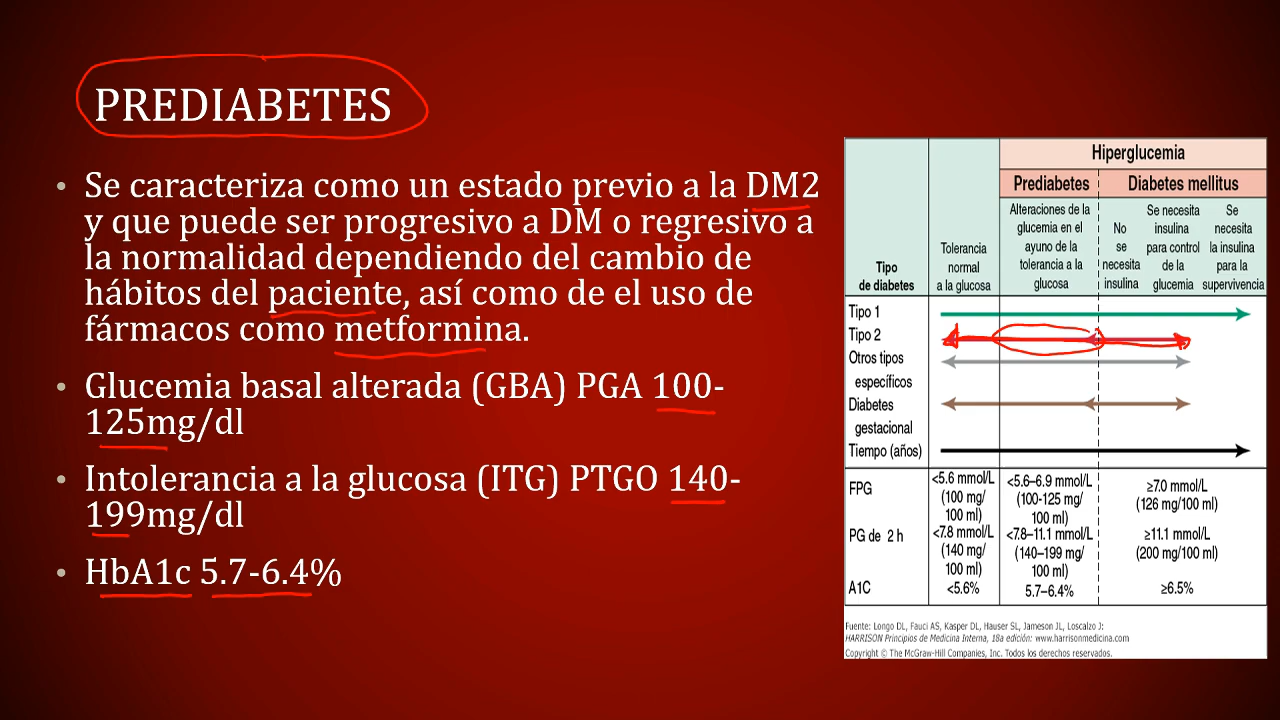 PREDIABETES
• Se caracteriza como un estado previo a la DM2
y que puede ser progresivo a DM o regresivo a
la normalidad dependiendo del cambio de
hábitos del paciente, así como de el uso de
fármacos como metformina.
• Glucemia basal alterada (GBA) PGA 100-
125mg/dl
• Intolerancia a la glucosa (ITG) PTGO 140-
199mg/dl
• HbA1c 5.7-6.4%
Hiperglucemia
Prediabetes
Diabetes mellitus
Tipo
de diabetes
Tolerancia
normal
a la glucosa
Alteraciones de la
glucemia en el
ayuno de la
tolerancia a la
glucosa
No
se
necesita
insulina
Se necesita
insulina
para control
de la
glucemia
Se
necesita
la insulina
para la
supervivencia
Tipo 1
Tipo 2
Otros tipos
específicos
Diabetes
gestacional
Tiempo (años)
FPG
<5.6 mmol/L
(100 mg/
100 ml)
<5.6–6.9 mmol/L
(100-125 mg/
100 ml)
≥7.0 mmol/L
(126 mg/100 ml)
PG de 2 h
<7.8 mmol/L
(140 mg/
100 ml)
<7.8–11.1 mmol/L
(140–199 mg/
100 ml)
≥11.1 mmol/L
(200 mg/100 ml)
A1C
<5.6%
5.7–6.4%
≥6.5%
Fuente: Longo DL, Fauci AS, Kasper DL, Hauser SL, Jameson JL, Loscalzo J:
HARRISON Principios de Medicina Interna, 18a edición: www.harrisonmedicina.com
Copyright © The McGraw-Hill Companies, Inc. Todos los derechos reservados.